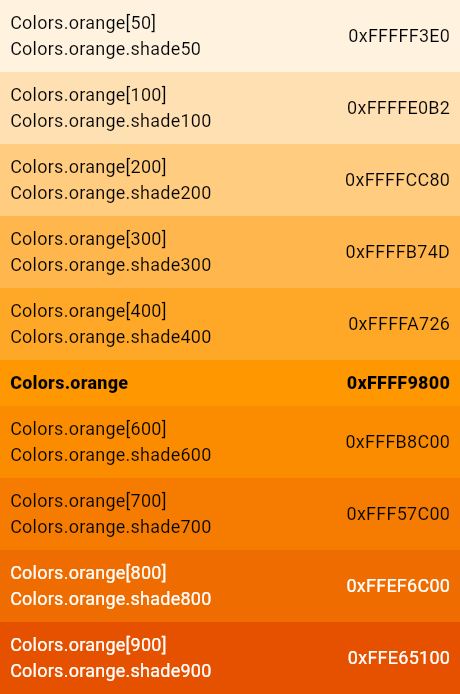 Colors.orange[50]
Colors.orange.shade50
0xFFFFF3E0
Colors.orange[100]
Colors.orange.shade100
0xFFFFE0B2
Colors.orange[200]
Colors.orange.shade200
0xFFFFCC80
Colors.orange[300]
Colors.orange.shade300
0xFFFFB74D
Colors.orange[400]
Colors.orange.shade400
0xFFFFA726
Colors.orange
0xFFFF9800
Colors.orange[600]
Colors.orange.shade600
0xFFFB8C00
Colors.orange[700]
Colors.orange.shade700
0xFFF57C00
Colors.orange[800]
Colors.orange.shade800
0xFFEF6C00
Colors.orange[900]
Colors.orange.shade900
0xFFE65100